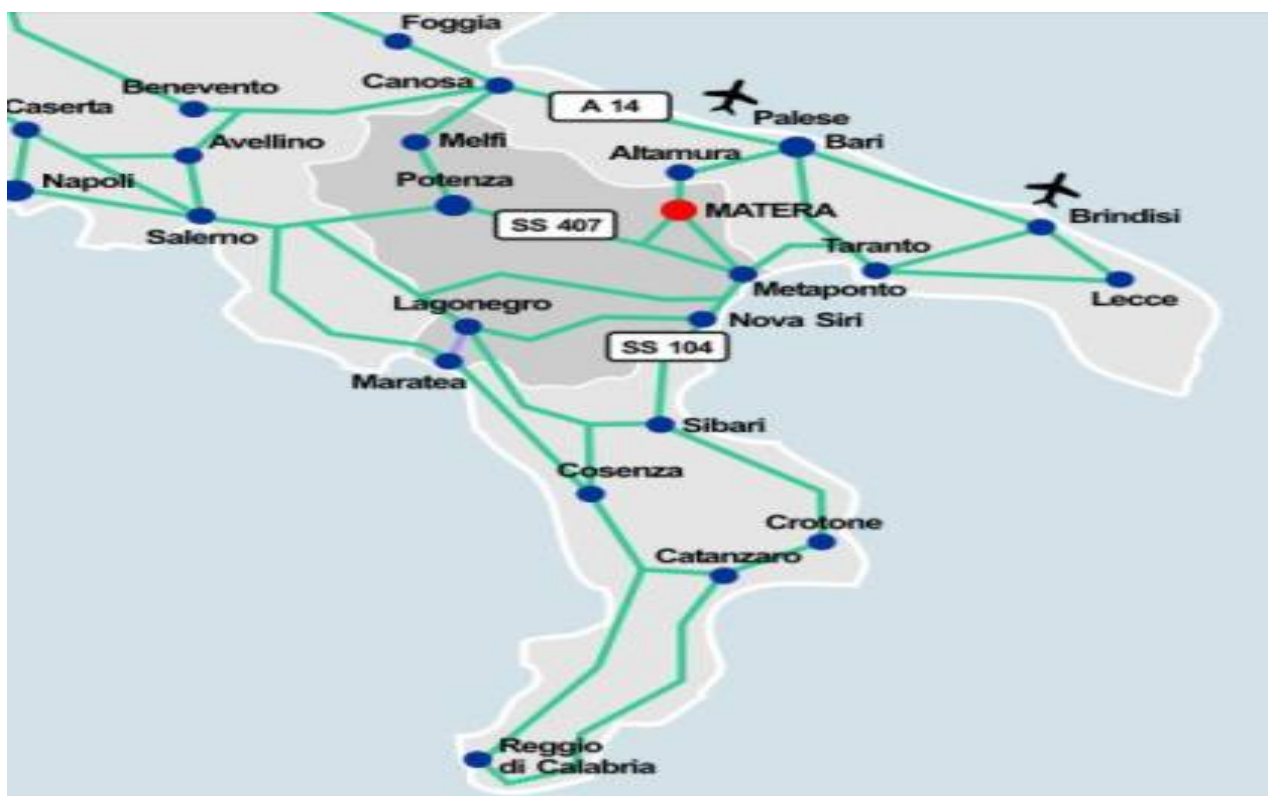 Foggia
Benevento
Canosa
Caserta
A 14
Palese
Avellino
Melfi
Altamura
Bari
Napoli
Potenza
MATERA
Brindisi
Salerno
SS 407
Taranto
Metaponto
Lecce
Lagonegro
Nova Siri
SS 104
Maratea
Sibari
Cosenza
Crotone
Catanzaro
Reggio
di Calabria